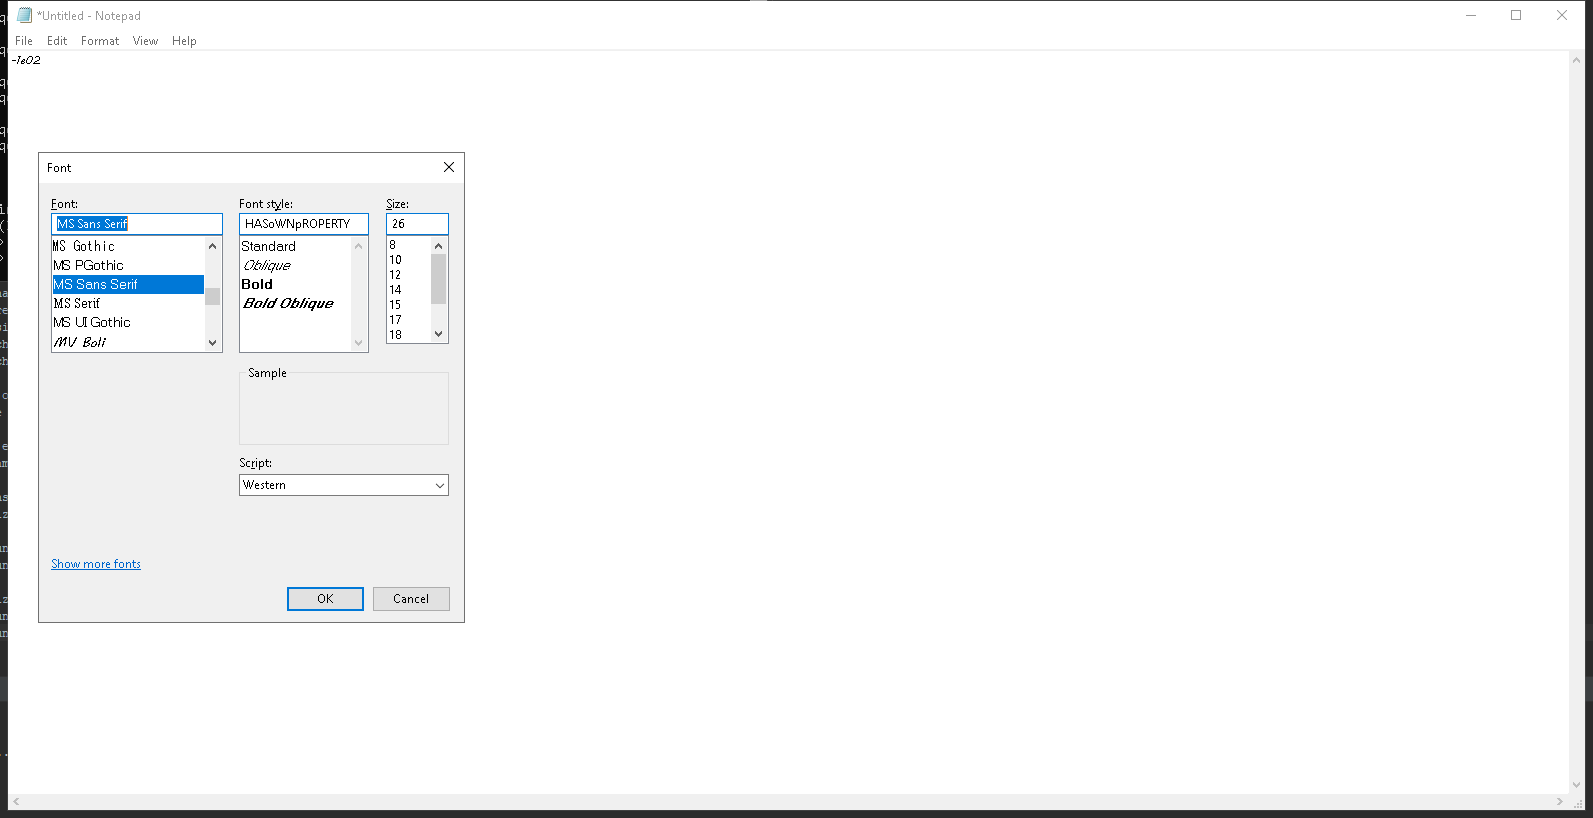 *Untitled - Notepad
File Edit Format View Help
-1e02
Font
Font: Font style: Size:
MS Sans Serif HASoWNpROPERTY 26
MS Gothic Standard 8
MS PGothic Oblique 10
MS Sans Serif Bold 12
MS Serif Bold Oblique 14
MS UI Gothic 15
MV Boli 17
18
Sample
Script:
Western
Show more fonts
OK Cancel